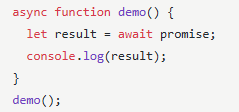 async function demo() {
  let result = await promise;
  console.log(result);
}
demo();